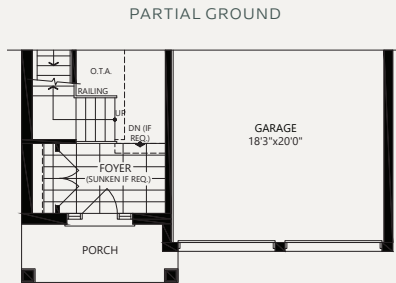 PARTIAL GROUND
O.T.A.
RAILING
UP
DN (IF
REQ.)
GARAGE
18'3"x20'0"
FOYER
(SUNKEN IF REQ.)
PORCH